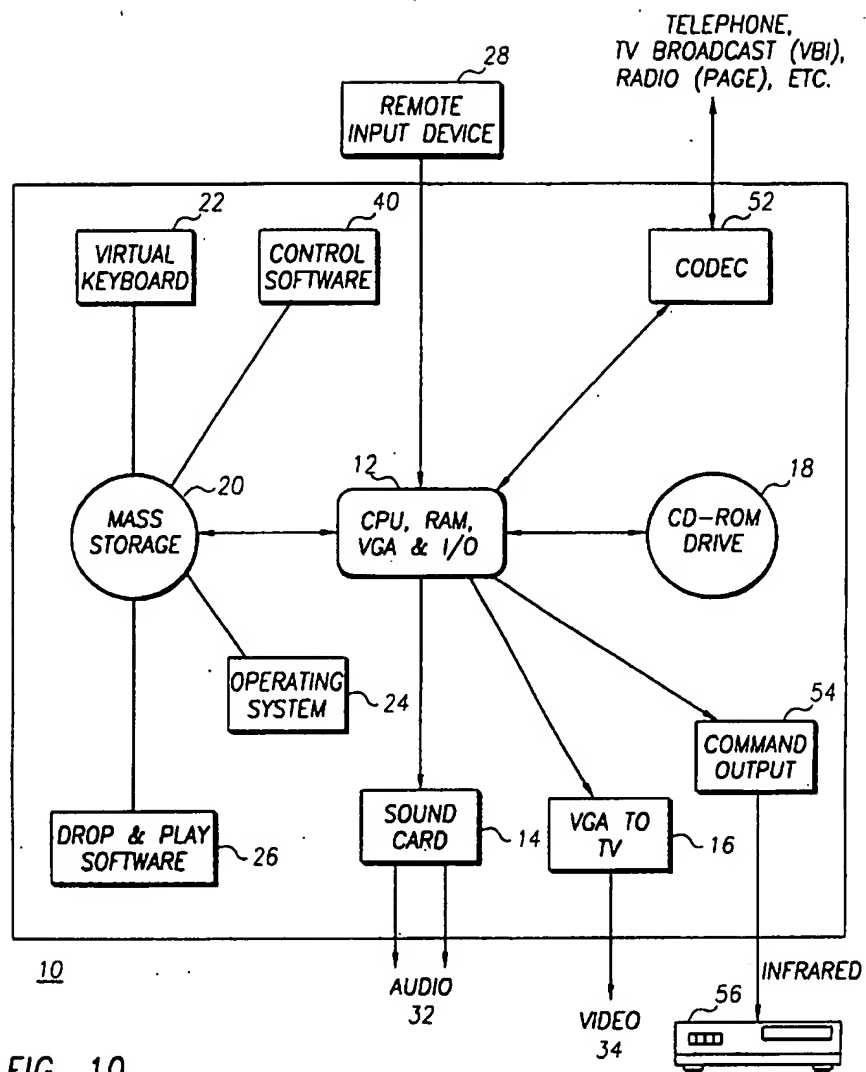 TELEPHONE,
TV BROADCAST (VBI),
RADIO (PAGE), ETC.
28
REMOTE
INPUT DEVICE
22
VIRTUAL
KEYBOARD
40
CONTROL
SOFTWARE
52
CODEC
20
MASS
STORAGE
12
CPU, RAM,
VGA & I/O
18
CD-ROM
DRIVE
OPERATING
SYSTEM
24
54
COMMAND
OUTPUT
DROP & PLAY
SOFTWARE
26
SOUND
CARD
14
VGA TO
TV
16
10
AUDIO
32
VIDEO
34
INFRARED
56
FIG. 10